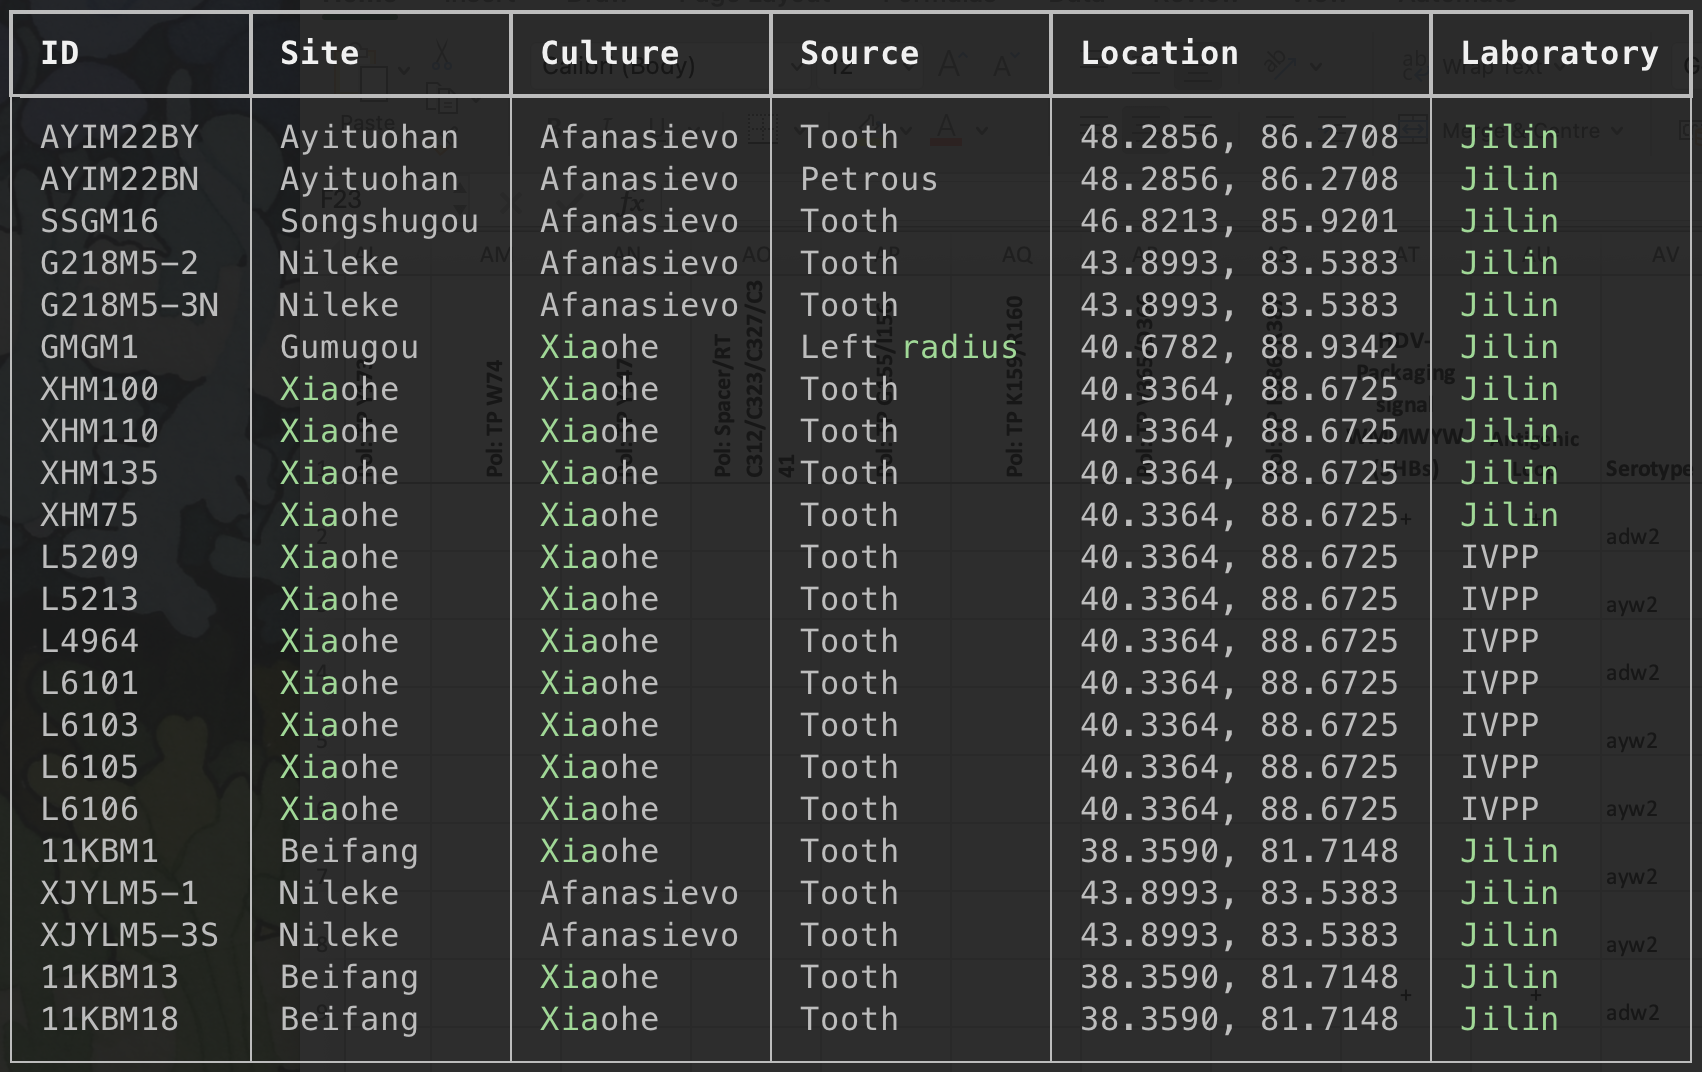 ID Site Culture Source Location Laboratory
AYIM22BY Ayituohan Afanasievo Tooth 48.2856, 86.2708 Jilin
AYIM22BN Ayituohan Afanasievo Petrous 48.2856, 86.2708 Jilin
SSGM16 Songshugou Afanasievo Tooth 46.8213, 85.9201 Jilin
G218M5-2 Nileke Afanasievo Tooth 43.8993, 83.5383 Jilin
G218M5-3N Nileke Afanasievo Tooth 43.8993, 83.5383 Jilin
GMGM1 Gumugou Xiaohe Left radius 40.6782, 88.9342 Jilin
XHM100 Xiaohe Xiaohe Tooth 40.3364, 88.6725 Jilin
XHM110 Xiaohe Xiaohe Tooth 40.3364, 88.6725 Jilin
XHM135 Xiaohe Xiaohe Tooth 40.3364, 88.6725 Jilin
XHM75 Xiaohe Xiaohe Tooth 40.3364, 88.6725 Jilin
L5209 Xiaohe Xiaohe Tooth 40.3364, 88.6725 IVPP
L5213 Xiaohe Xiaohe Tooth 40.3364, 88.6725 IVPP
L4964 Xiaohe Xiaohe Tooth 40.3364, 88.6725 IVPP
L6101 Xiaohe Xiaohe Tooth 40.3364, 88.6725 IVPP
L6103 Xiaohe Xiaohe Tooth 40.3364, 88.6725 IVPP
L6105 Xiaohe Xiaohe Tooth 40.3364, 88.6725 IVPP
L6106 Xiaohe Xiaohe Tooth 40.3364, 88.6725 IVPP
11KBM1 Beifang Xiaohe Tooth 38.3590, 81.7148 Jilin
XJYLM5-1 Nileke Afanasievo Tooth 43.8993, 83.5383 Jilin
XJYLM5-3S Nileke Afanasievo Tooth 43.8993, 83.5383 Jilin
11KBM13 Beifang Xiaohe Tooth 38.3590, 81.7148 Jilin
11KBM18 Beifang Xiaohe Tooth 38.3590, 81.7148 Jilin